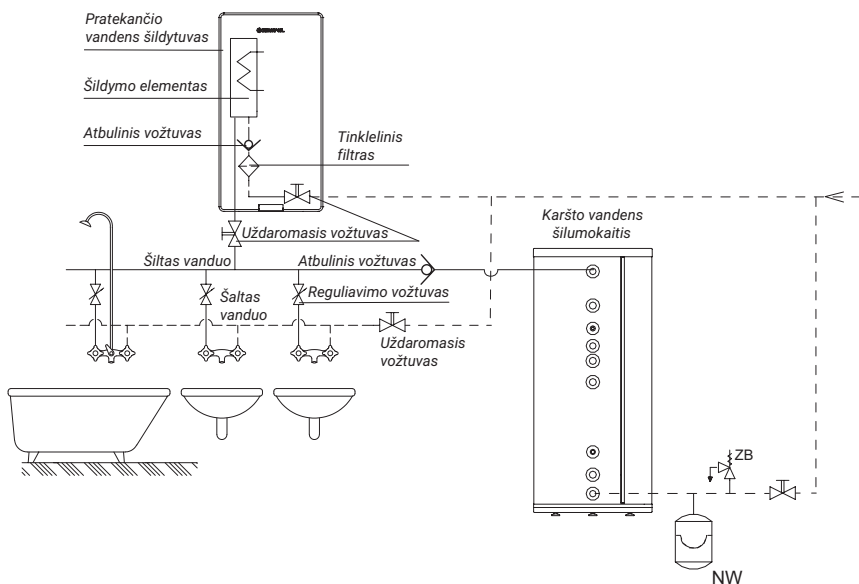 Pratekančio
vandens šildytuvas
Šildymo elementas
Atbulinis vožtuvas
Tinklelinis
filtras
Uždaromasis vožtuvas
Karšto vandens
šilumokaitis
Šiltas vanduo
Atbulinis vožtuvas
Šaltas
vanduo
Reguliavimo vožtuvas
Uždaromasis
vožtuvas
ZB
NW